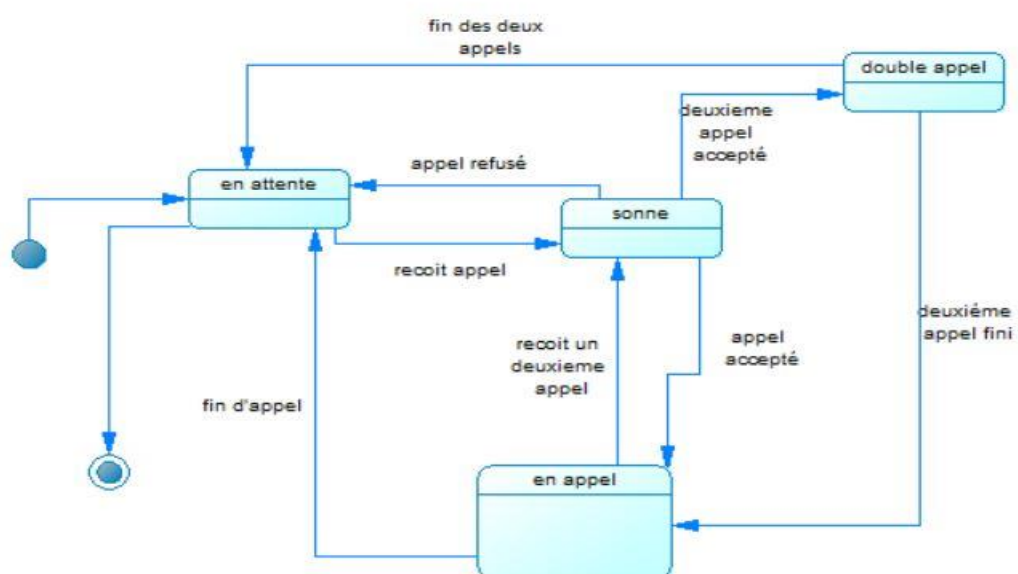 fin des deux
appels
double appel
deuxieme
appel
accepté
appel refusé
en attente
sonne
recoit appel
deuxiéme
appel fini
appel
accepté
recoit un
deuxieme
appel
fin d'appel
en appel